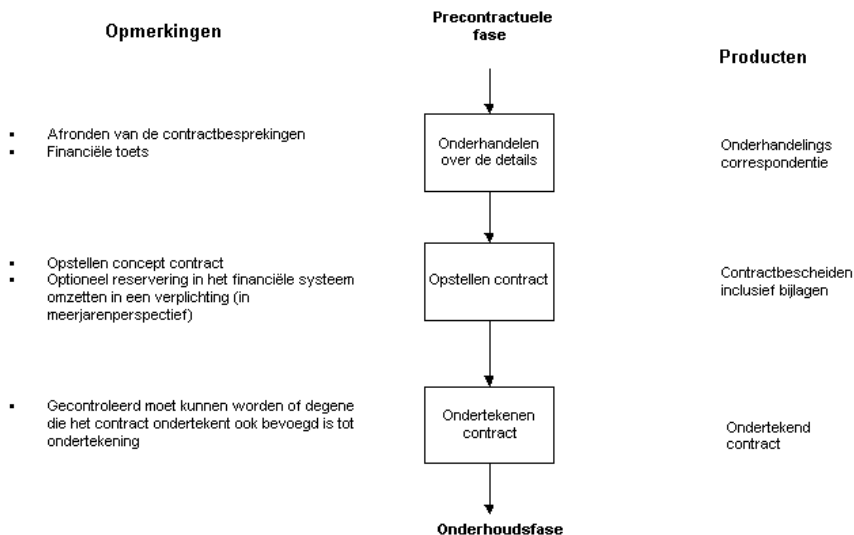 Opmerkingen
Precontractuele
fase
Producten
▪ Afronden van de contractbesprekingen
▪ Financiële toets
Onderhandelen
over de details
Onderhandelings
correspondentie
▪ Opstellen concept contract
▪ Optioneel reservering in het financiële systeem
omzetten in een verplichting (in
meerjarenperspectief)
Opstellen contract
Contractbescheiden
inclusief bijlagen
▪ Gecontroleerd moet kunnen worden of degene
die het contract ondertekent ook bevoegd is tot
ondertekening
Ondertekenen
contract
Ondertekend
contract
Onderhoudsfase